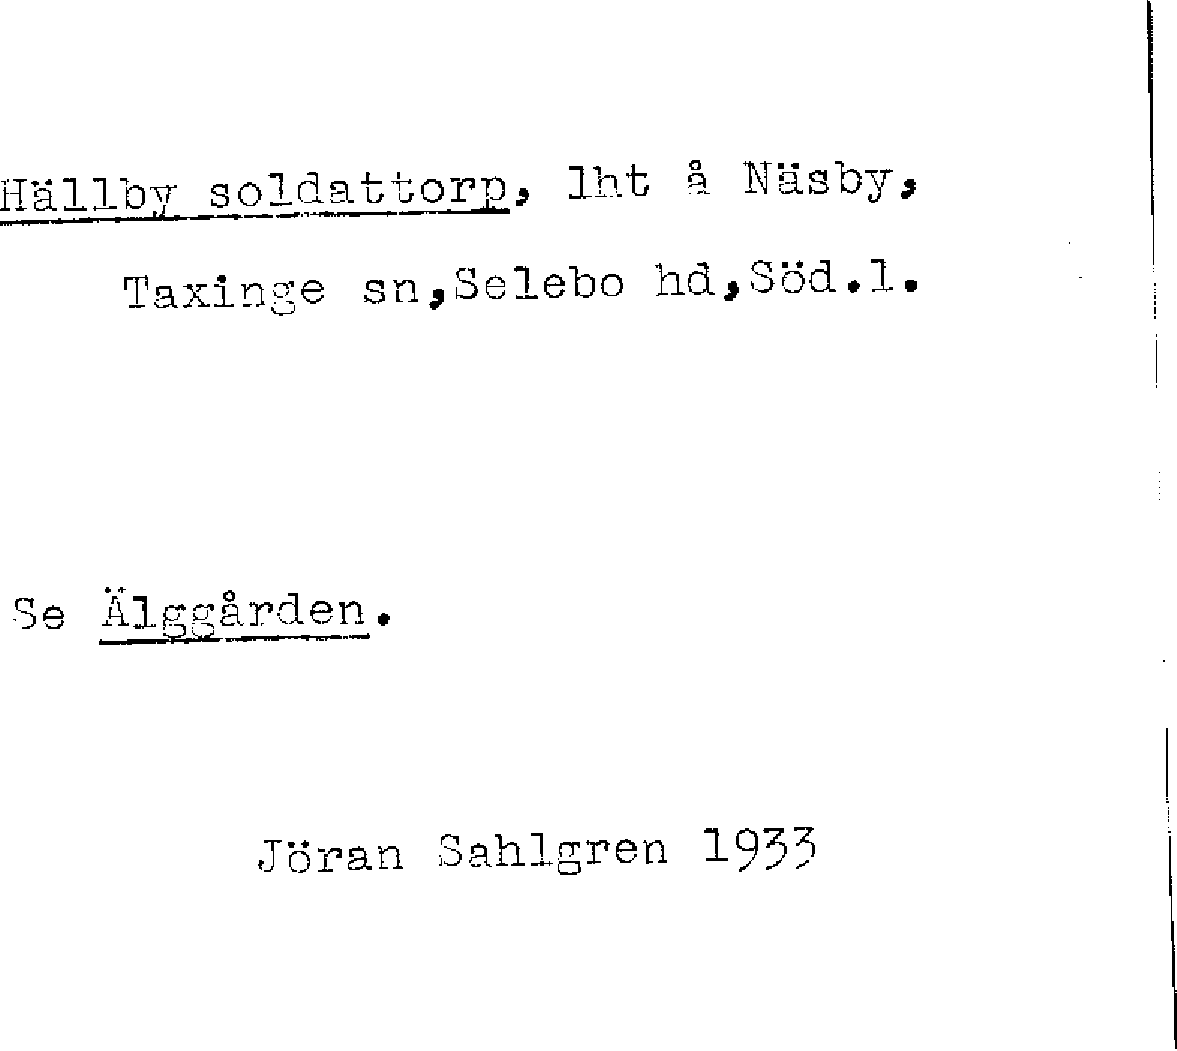 Hällby soldattorp, lht å Näsby,
Taxinge sn,Selebo hd,Söd.l.
Se Älggården.
Jöran Sahlgren 1933